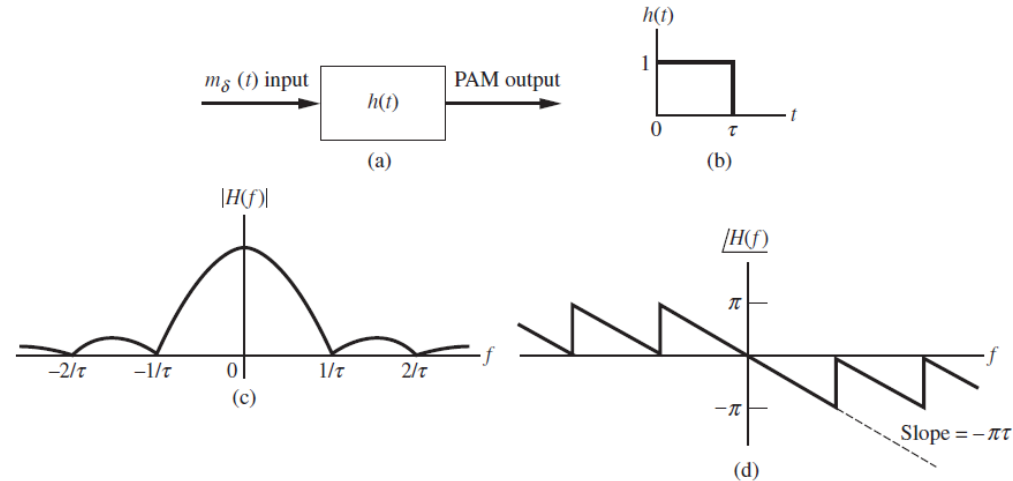 h(t)
m_δ (t) input
h(t)
PAM output
1
0
τ
t
(a)
(b)
|H(f)|
/H(f)
π
f
f
−2/τ
−1/τ
0
1/τ
2/τ
(c)
−π
Slope = −πτ
(d)